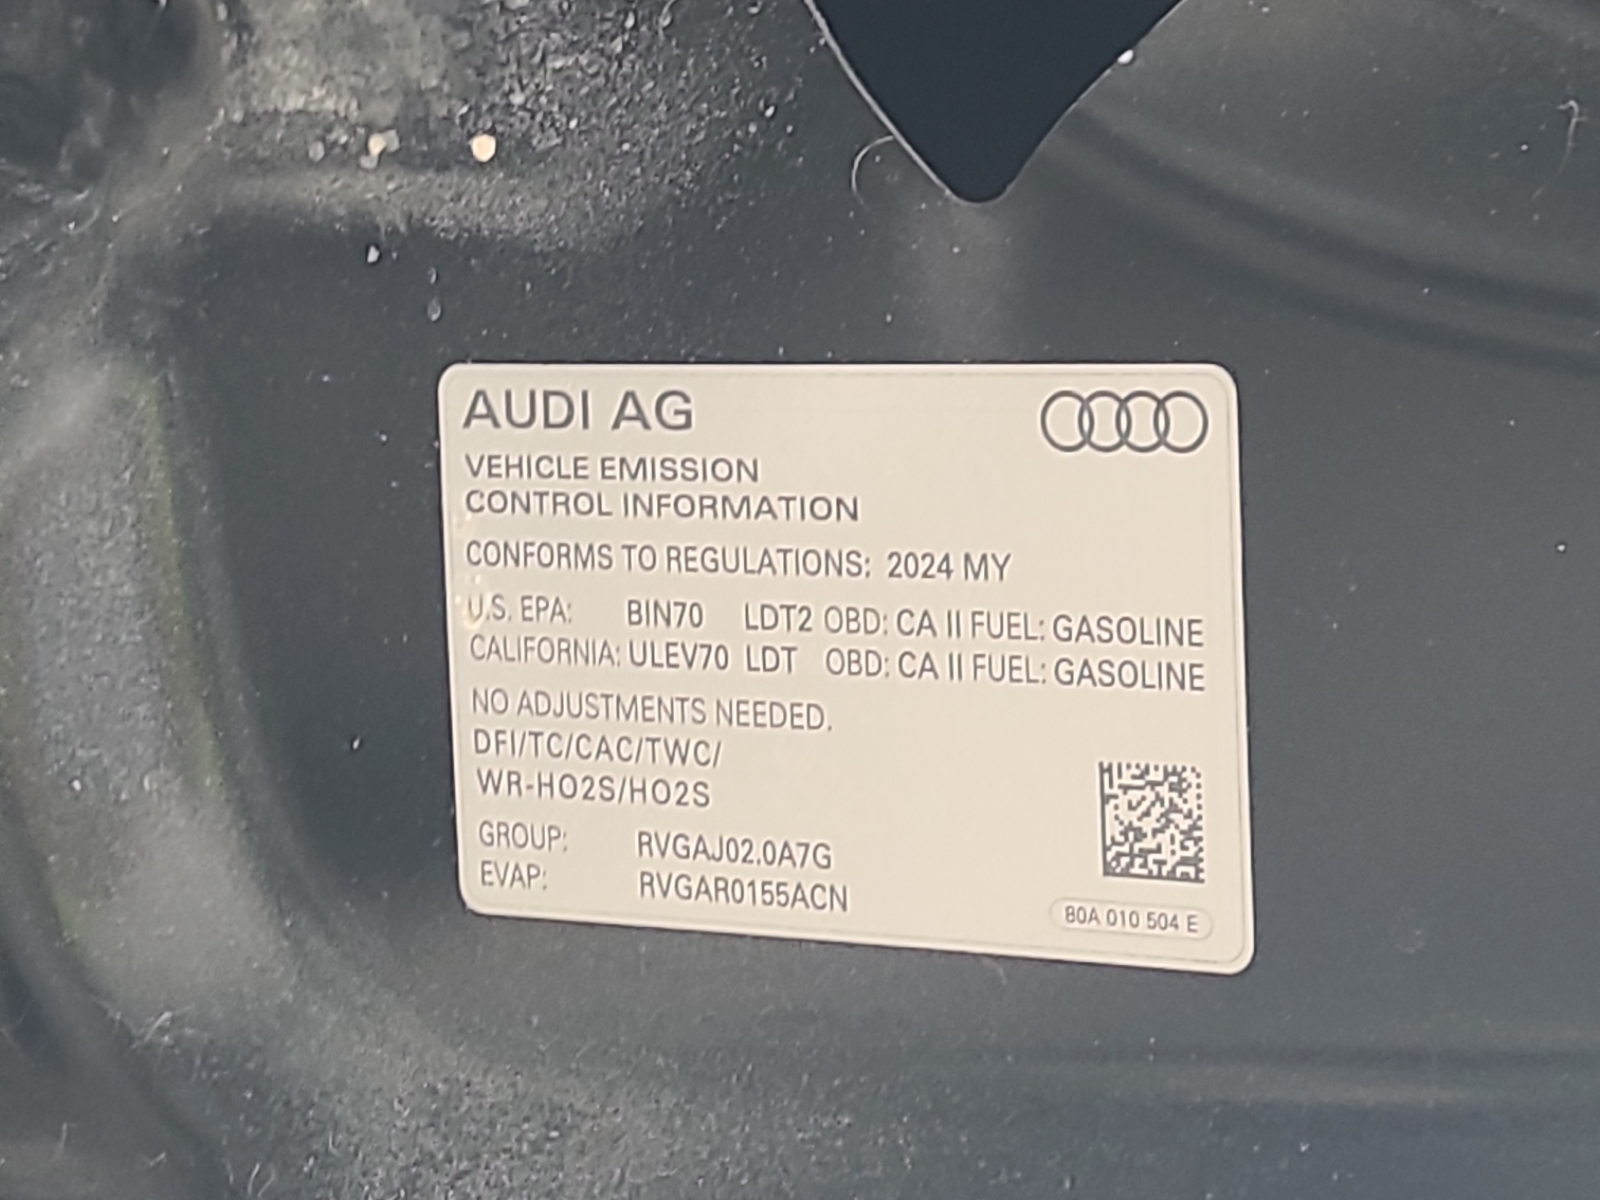 AUDI AG
VEHICLE EMISSION
CONTROL INFORMATION
CONFORMS TO REGULATIONS: 2024 MY
U.S. EPA: BIN70 LDT2 OBD: CA II FUEL: GASOLINE
CALIFORNIA: ULEV70 LDT OBD: CA II FUEL: GASOLINE
NO ADJUSTMENTS NEEDED.
DFI/TC/CAC/TWC/
WR-HO2S/HO2S
GROUP: RVGAJ02.0A7G
EVAP: RVGAR0155ACN
80A 010 504 E